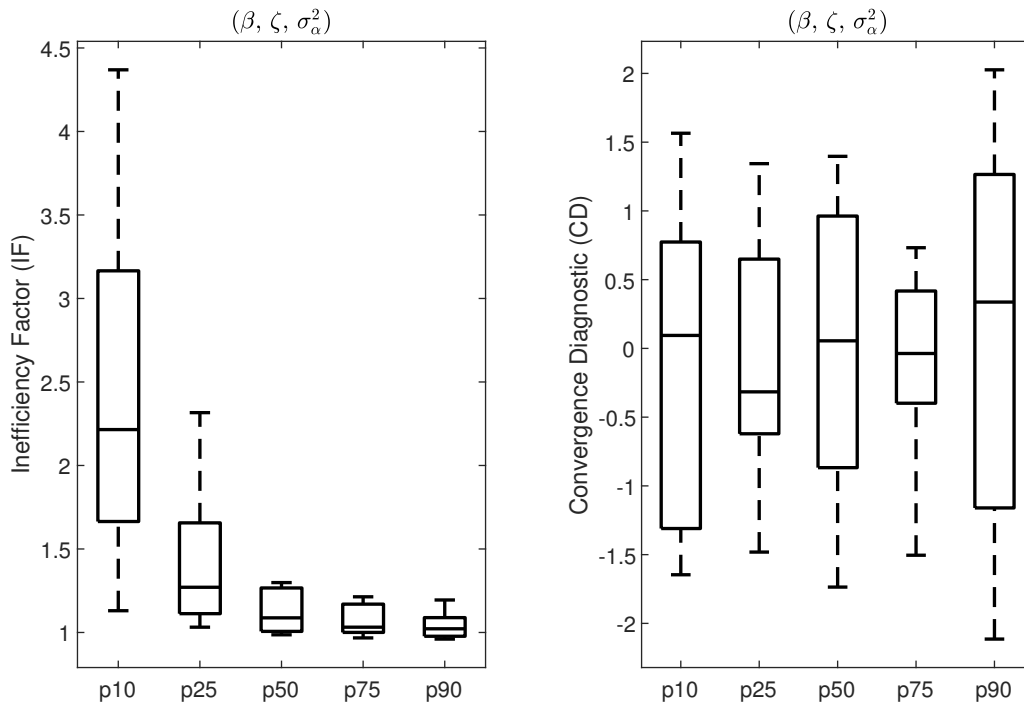 (β, ζ, σ²_α)
Inefficiency Factor (IF)
4.5
4
3.5
3
2.5
2
1.5
1
p10 p25 p50 p75 p90
(β, ζ, σ²_α)
Convergence Diagnostic (CD)
2
1.5
1
0.5
0
-0.5
-1
-1.5
-2
p10 p25 p50 p75 p90